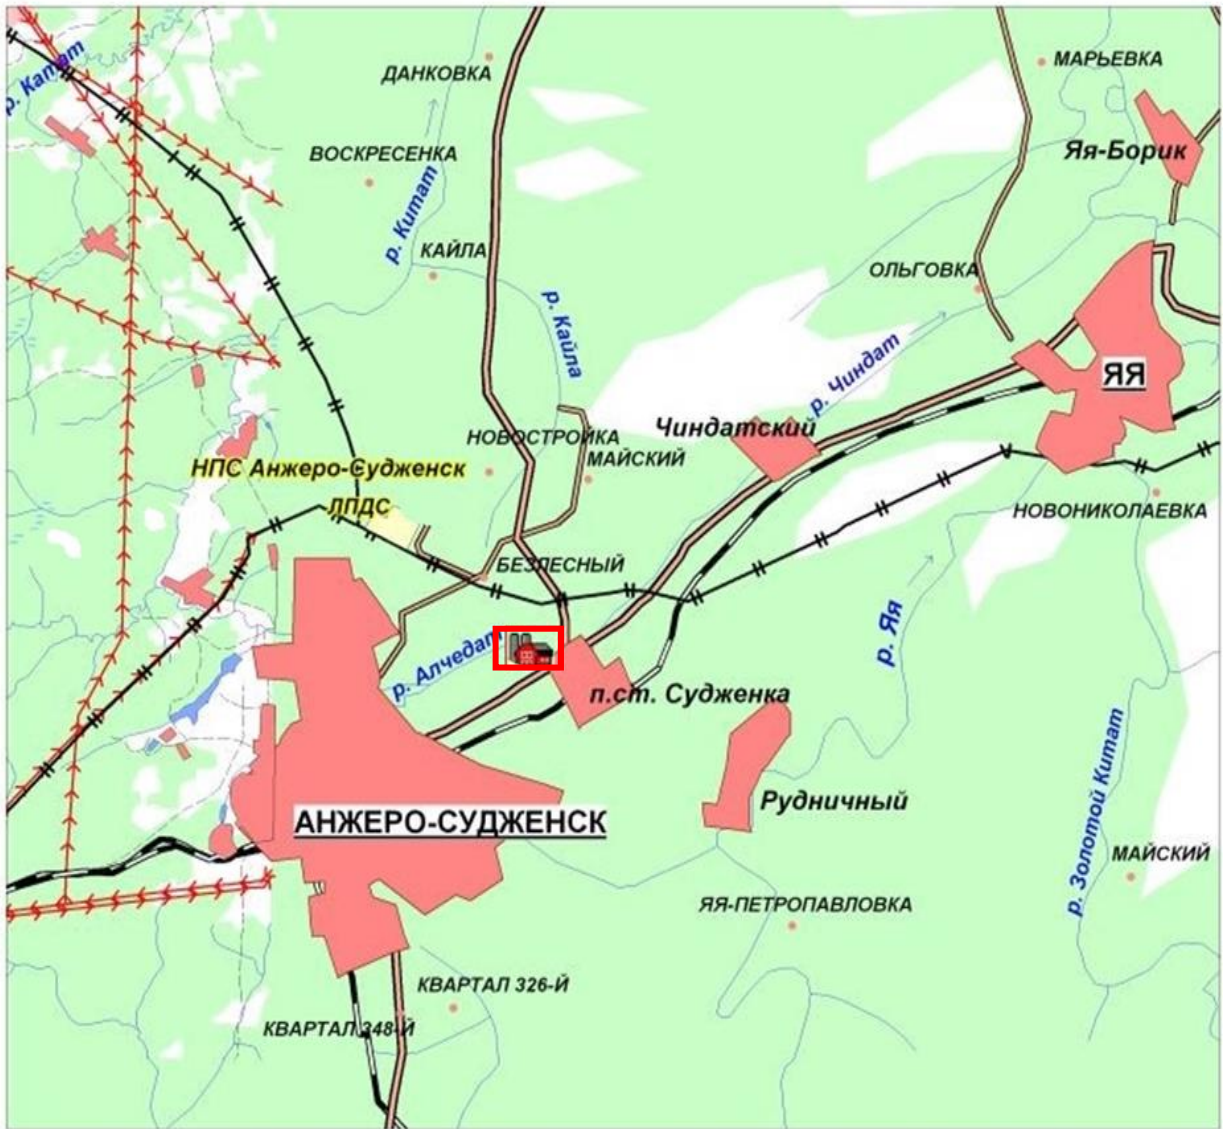 р. Катат
ДАНКОВКА
МАРЬЕВКА
ВОСКРЕСЕНКА
Яя-Борик
р. Китат
КАЙЛА
ОЛЬГОВКА
р. Кайла
р. Чиндат
ЯЯ
НОВОСТРОЙКА
Чиндатский
МАЙСКИЙ
НПС Анжеро-Судженск
ЛПДС
НОВОНИКОЛАЕВКА
БЕЗЛЕСНЫЙ
р. Яя
р. Алчедат
п.ст. Судженка
Рудничный
АНЖЕРО-СУДЖЕНСК
р. Золотой Китат
МАЙСКИЙ
ЯЯ-ПЕТРОПАВЛОВКА
КВАРТАЛ 326-Й
КВАРТАЛ 348-Й